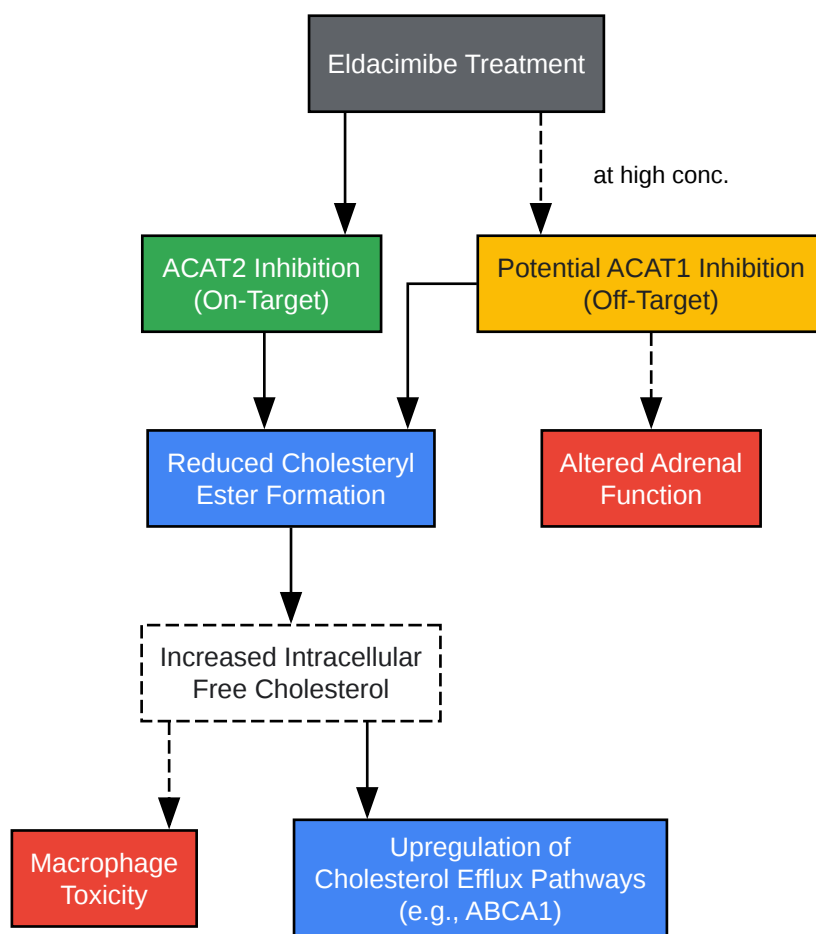 Eldacimibe Treatment
at high conc.
ACAT2 Inhibition
(On-Target)
Potential ACAT1 Inhibition
(Off-Target)
Reduced Cholesteryl
Ester Formation
Altered Adrenal
Function
Increased Intracellular
Free Cholesterol
Macrophage
Toxicity
Upregulation of
Cholesterol Efflux Pathways
(e.g., ABCA1)